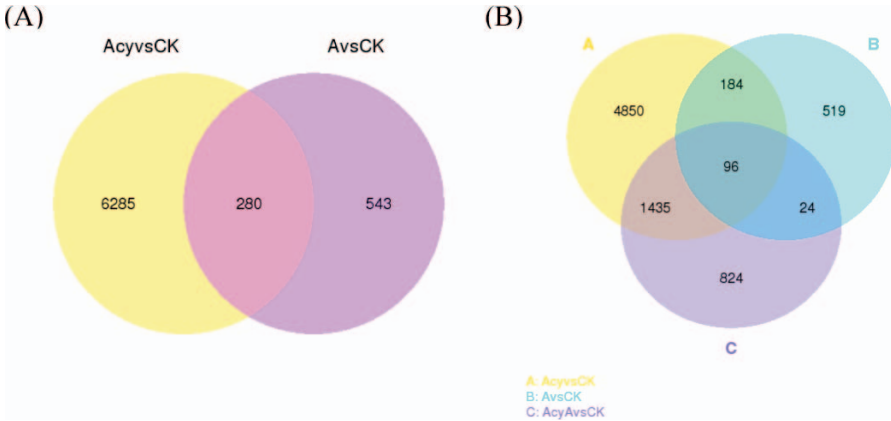 (A)
AcyvsCK AvsCK
6285 280 543
(B)
A
B
184
4850
519
96
1435
24
824
C
A: AcyvsCK
B: AvsCK
C: AcyAvsCK